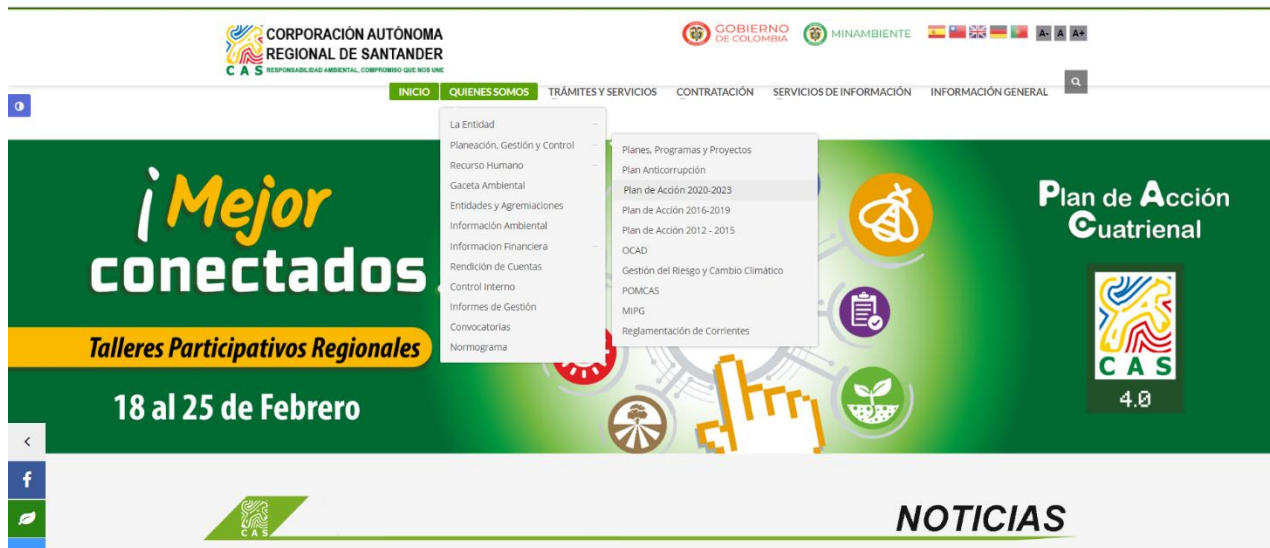 CORPORACIÓN AUTÓNOMA
REGIONAL DE SANTANDER
CAS RESPONSABILIDAD AMBIENTAL, COMPROMISO QUE NOS UNE
GOBIERNO
DE COLOMBIA
MINAMBIENTE
A- A A+
INICIO QUIENES SOMOS TRÁMITES Y SERVICIOS CONTRATACIÓN SERVICIOS DE INFORMACIÓN INFORMACIÓN GENERAL
La Entidad
Planeación, Gestión y Control
Recurso Humano
Gaceta Ambiental
Entidades y Agremiaciones
Información Ambiental
Informacion Financiera
Rendición de Cuentas
Control Interno
Informes de Gestión
Convocatorias
Normograma
Planes, Programas y Proyectos
Plan Anticorrupción
Plan de Acción 2020-2023
Plan de Acción 2016-2019
Plan de Acción 2012 - 2015
OCAD
Gestión del Riesgo y Cambio Climático
POMCAS
MIPG
Reglamentación de Corrientes
¡Mejor
conectados
Talleres Participativos Regionales
18 al 25 de Febrero
Plan de Acción
Cuatrienal
CAS
4.0
f
CAS
NOTICIAS